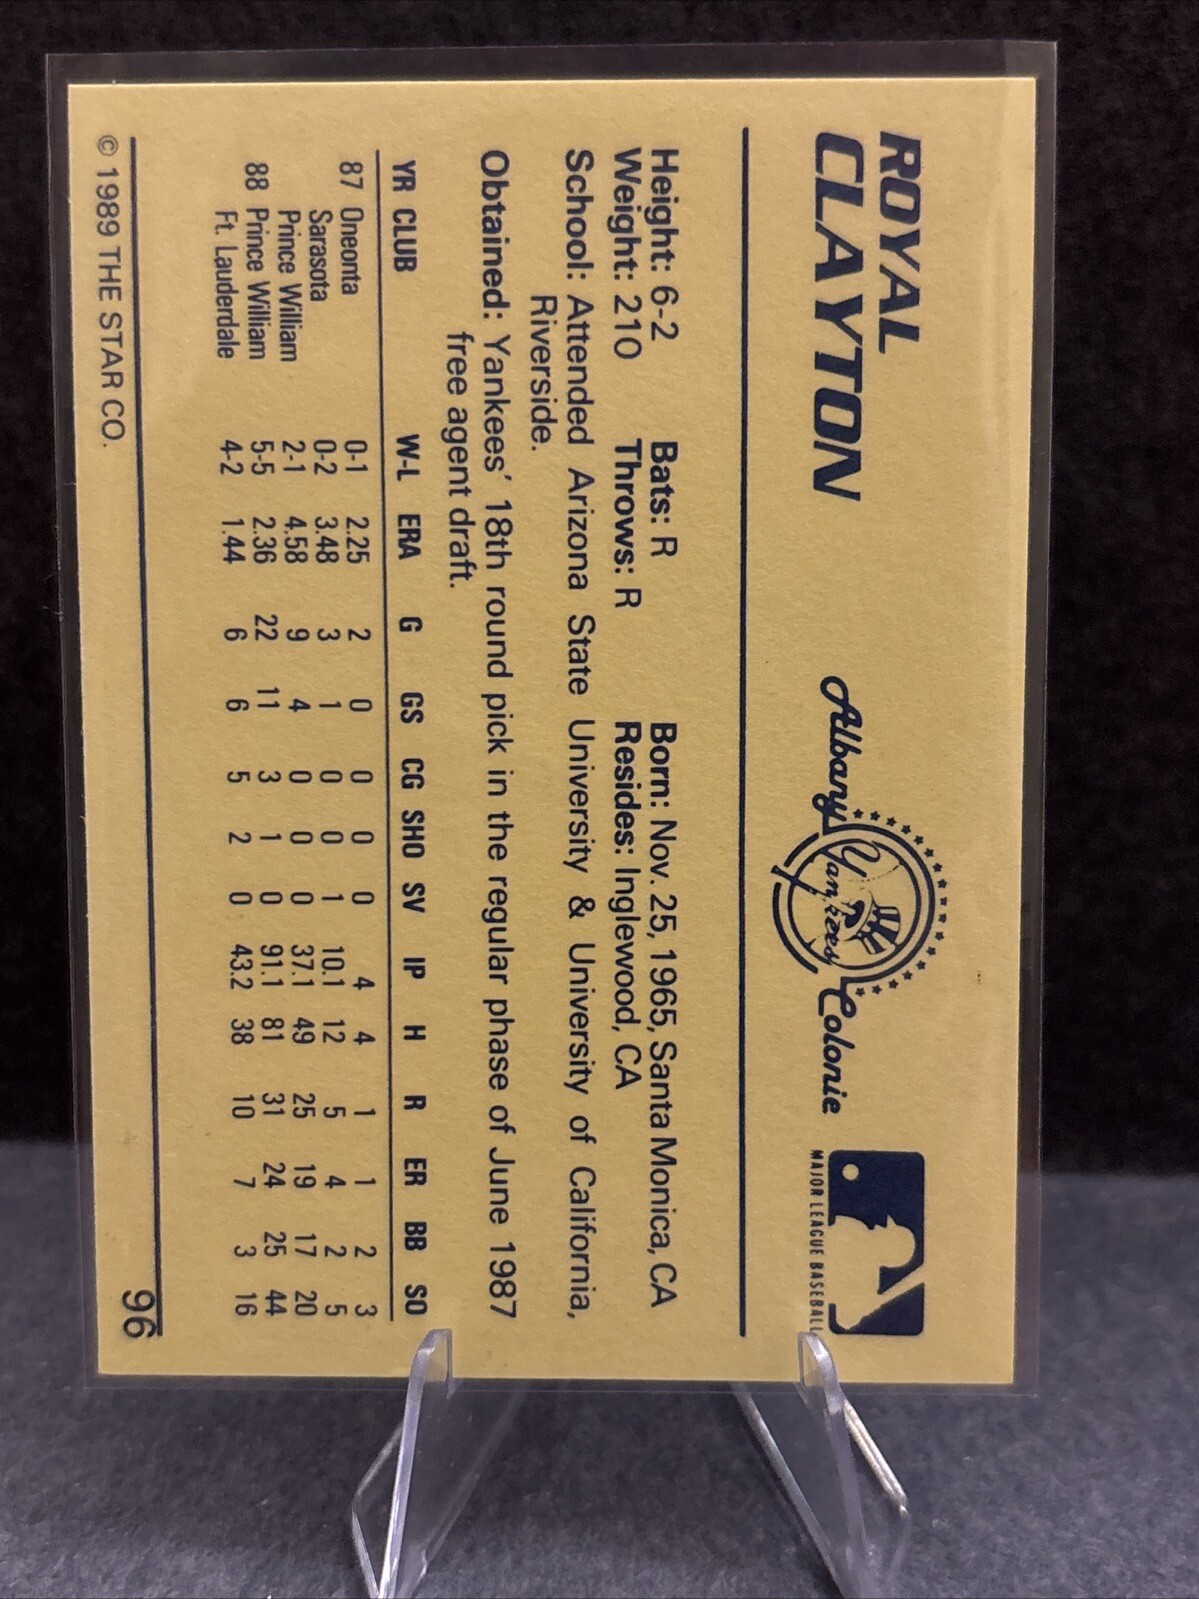 ROYAL
CLAYTON
Albany Yankees Colonie
MAJOR LEAGUE BASEBALL
Height: 6-2 Bats: R Born: Nov. 25, 1965, Santa Monica, CA
Weight: 210 Throws: R Resides: Inglewood, CA
School: Attended Arizona State University & University of California,
Riverside.
Obtained: Yankees' 18th round pick in the regular phase of June 1987
free agent draft.
YR CLUB W-L ERA G GS CG SHO SV IP H R ER BB SO
87 Oneonta 0-1 2.25 2 0 0 0 0 4 4 1 1 2 3
Sarasota 0-2 3.48 3 1 0 0 1 10.1 12 5 4 2 5
Prince William 2-1 4.58 9 4 0 0 0 37.1 49 25 19 17 20
88 Prince William 5-5 2.36 22 11 3 1 0 91.1 81 31 24 25 44
Ft. Lauderdale 4-2 1.44 6 6 5 2 0 43.2 38 10 7 3 16
© 1989 THE STAR CO.
96